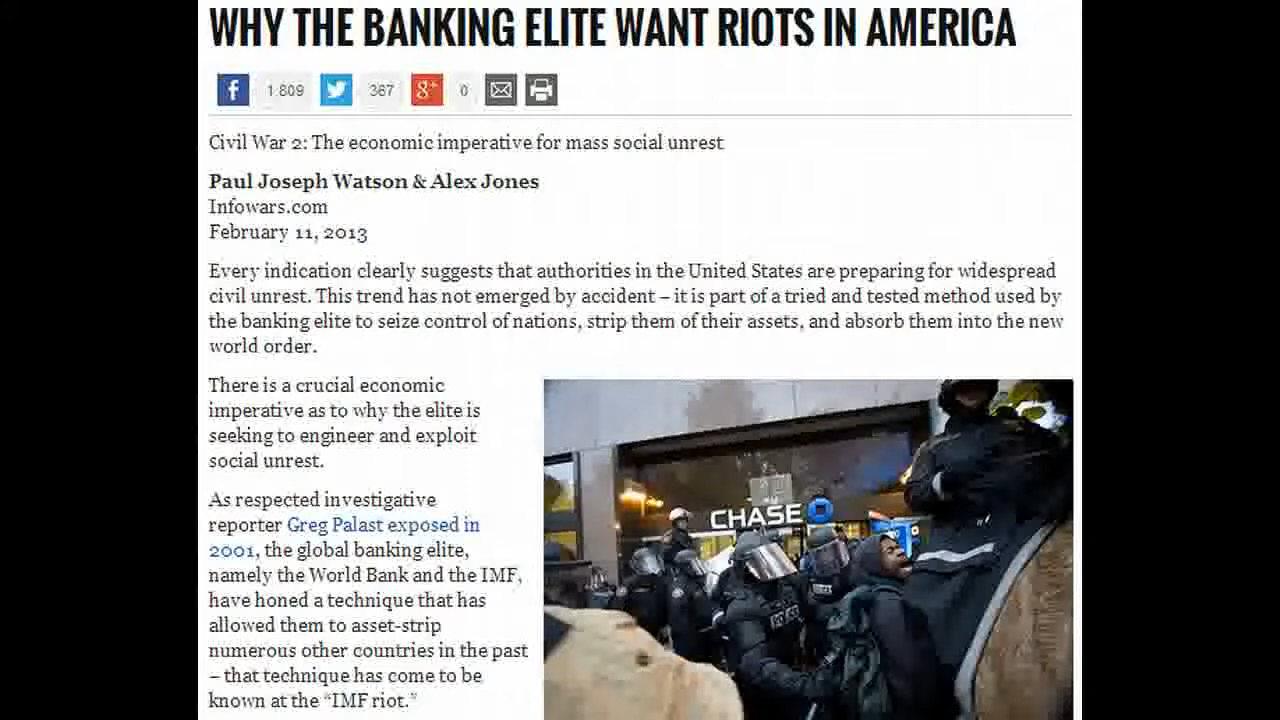 WHY THE BANKING ELITE WANT RIOTS IN AMERICA
1 809 367 0
Civil War 2: The economic imperative for mass social unrest
Paul Joseph Watson & Alex Jones
Infowars.com
February 11, 2013
Every indication clearly suggests that authorities in the United States are preparing for widespread
civil unrest. This trend has not emerged by accident – it is part of a tried and tested method used by
the banking elite to seize control of nations, strip them of their assets, and absorb them into the new
world order.
There is a crucial economic
imperative as to why the elite is
seeking to engineer and exploit
social unrest.
As respected investigative
reporter Greg Palast exposed in
2001, the global banking elite,
namely the World Bank and the IMF,
have honed a technique that has
allowed them to asset-strip
numerous other countries in the past
– that technique has come to be
known at the “IMF riot.”
CHASE
POLICE